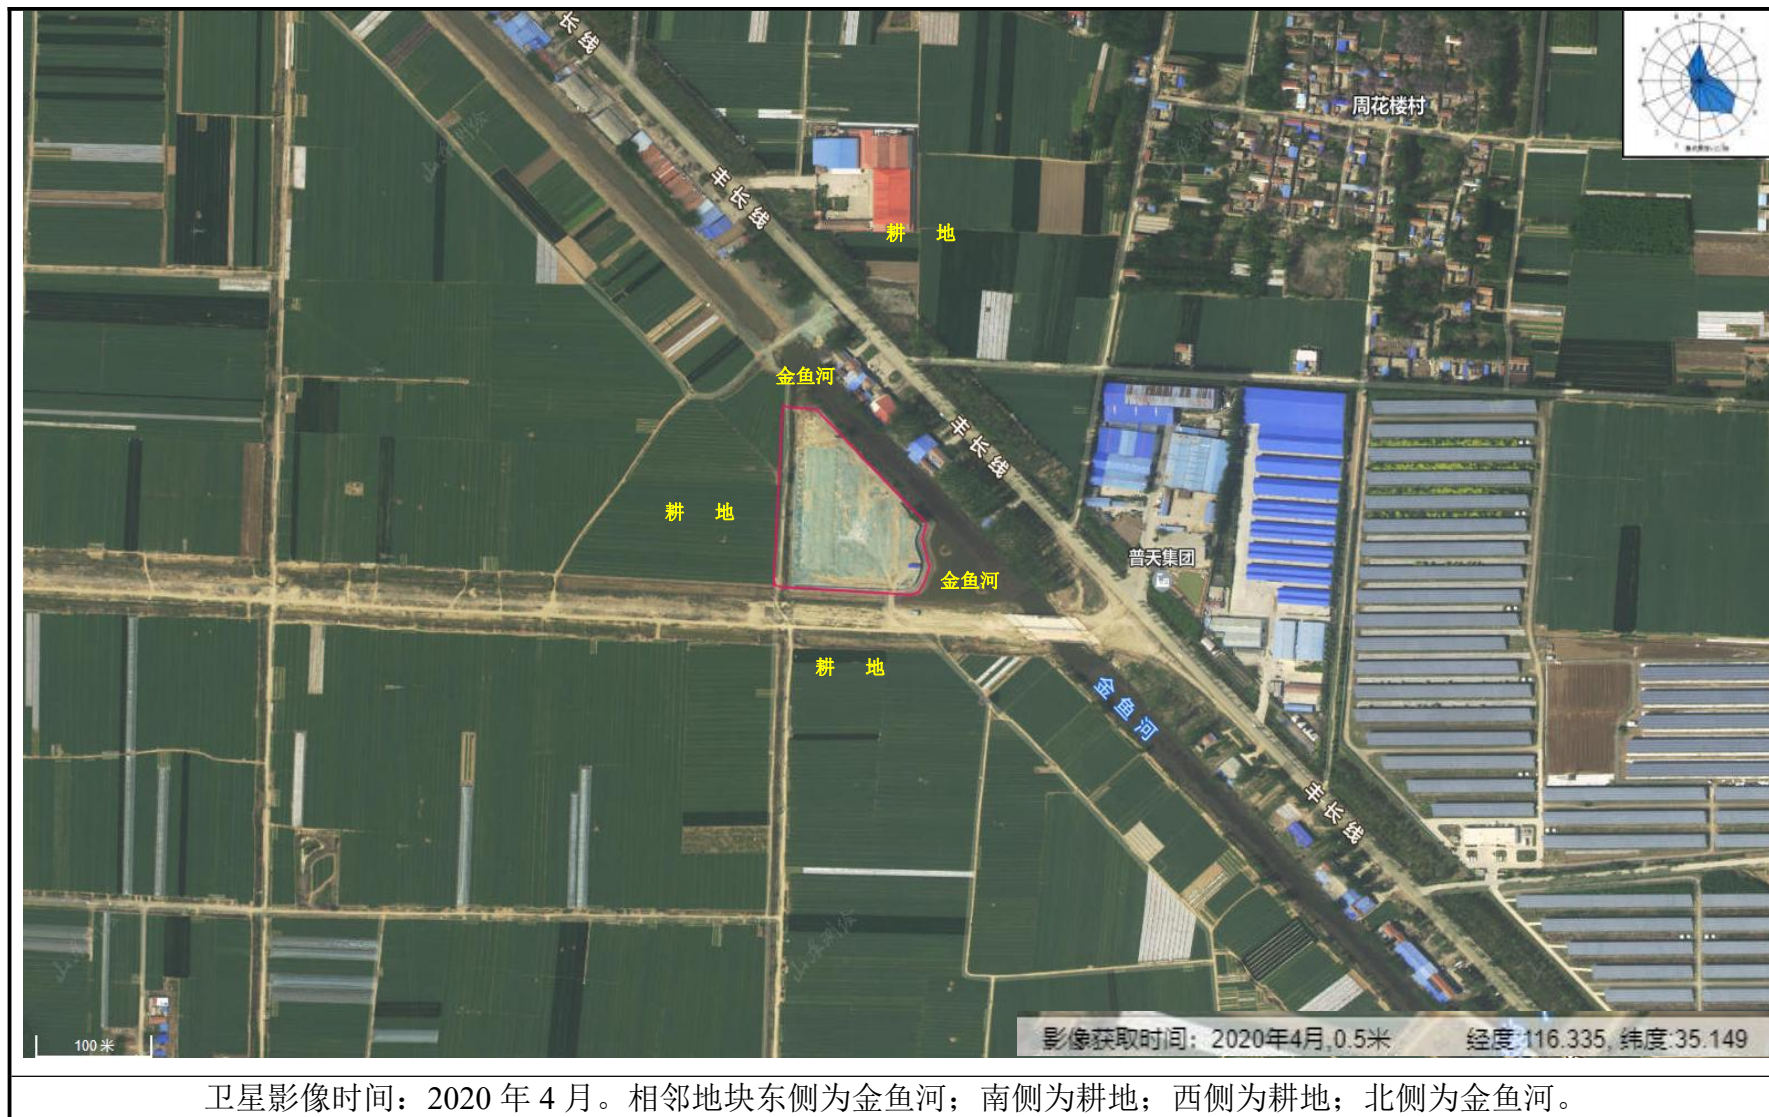 长线
周花楼村
丰长线
耕 地
金鱼河
丰长线
耕 地
普天集团
金鱼河
耕 地
金鱼河
丰长线
100米
影像获取时间：2020年4月,0.5米 经度:116.335, 纬度:35.149
卫星影像时间：2020 年 4 月。相邻地块东侧为金鱼河；南侧为耕地；西侧为耕地；北侧为金鱼河。